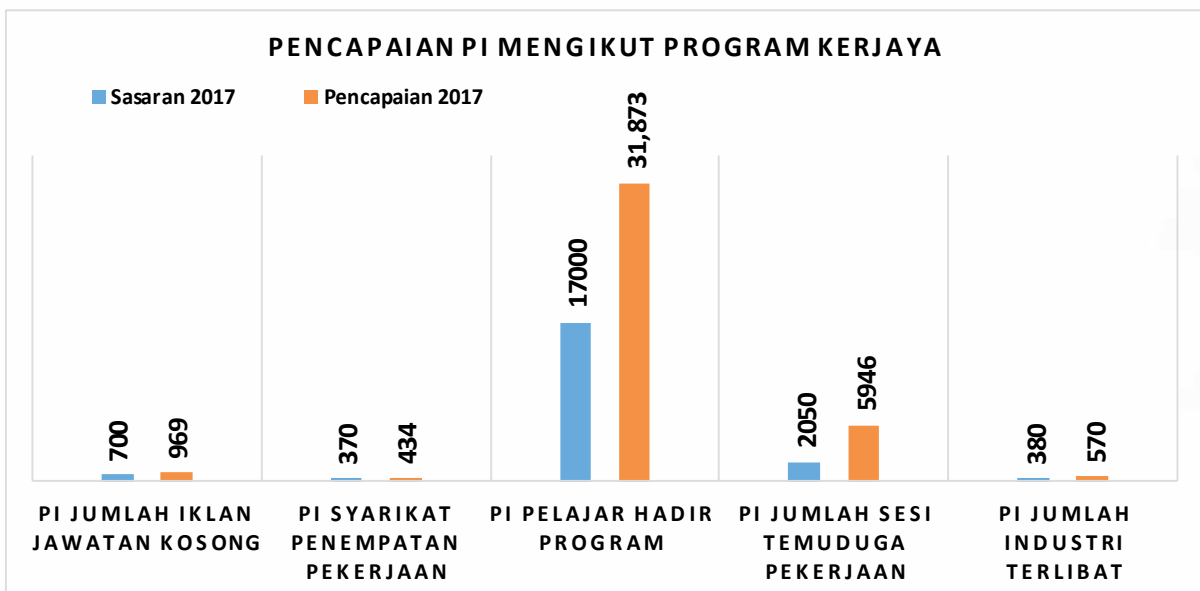 PENCAPAIAN PI MENGIKUT PROGRAM KERJAYA
Sasaran 2017
Pencapaian 2017
700
969
370
434
17000
31,873
2050
5946
380
570
PI JUMLAH IKLAN
JAWATAN KOSONG
PI SYARIKAT
PENEMPATAN
PEKERJAAN
PI PELAJAR HADIR
PROGRAM
PI JUMLAH SESI
TEMUDUGA
PEKERJAAN
PI JUMLAH
INDUSTRI
TERLIBAT